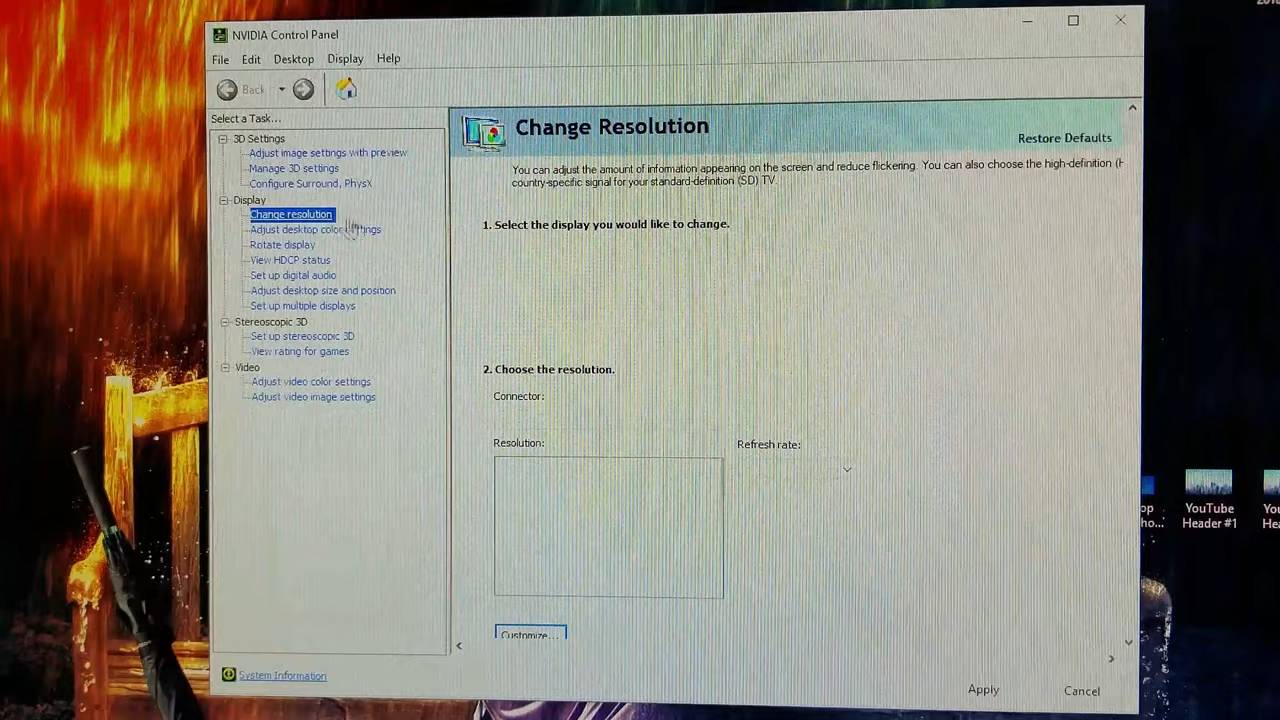 NVIDIA Control Panel
File Edit Desktop Display Help
Back
Select a Task...
3D Settings
Adjust image settings with preview
Manage 3D settings
Configure Surround, PhysX
Display
Change resolution
Adjust desktop color settings
Rotate display
View HDCP status
Set up digital audio
Adjust desktop size and position
Set up multiple displays
Stereoscopic 3D
Set up stereoscopic 3D
View rating for games
Video
Adjust video color settings
Adjust video image settings
System Information
Change Resolution
Restore Defaults
You can adjust the amount of information appearing on the screen and reduce flickering. You can also choose the high-definition (H
country-specific signal for your standard-definition (SD) TV.
1. Select the display you would like to change.
2. Choose the resolution.
Connector:
Resolution:
Refresh rate:
Customize...
Apply
Cancel
YouTube
Header #1